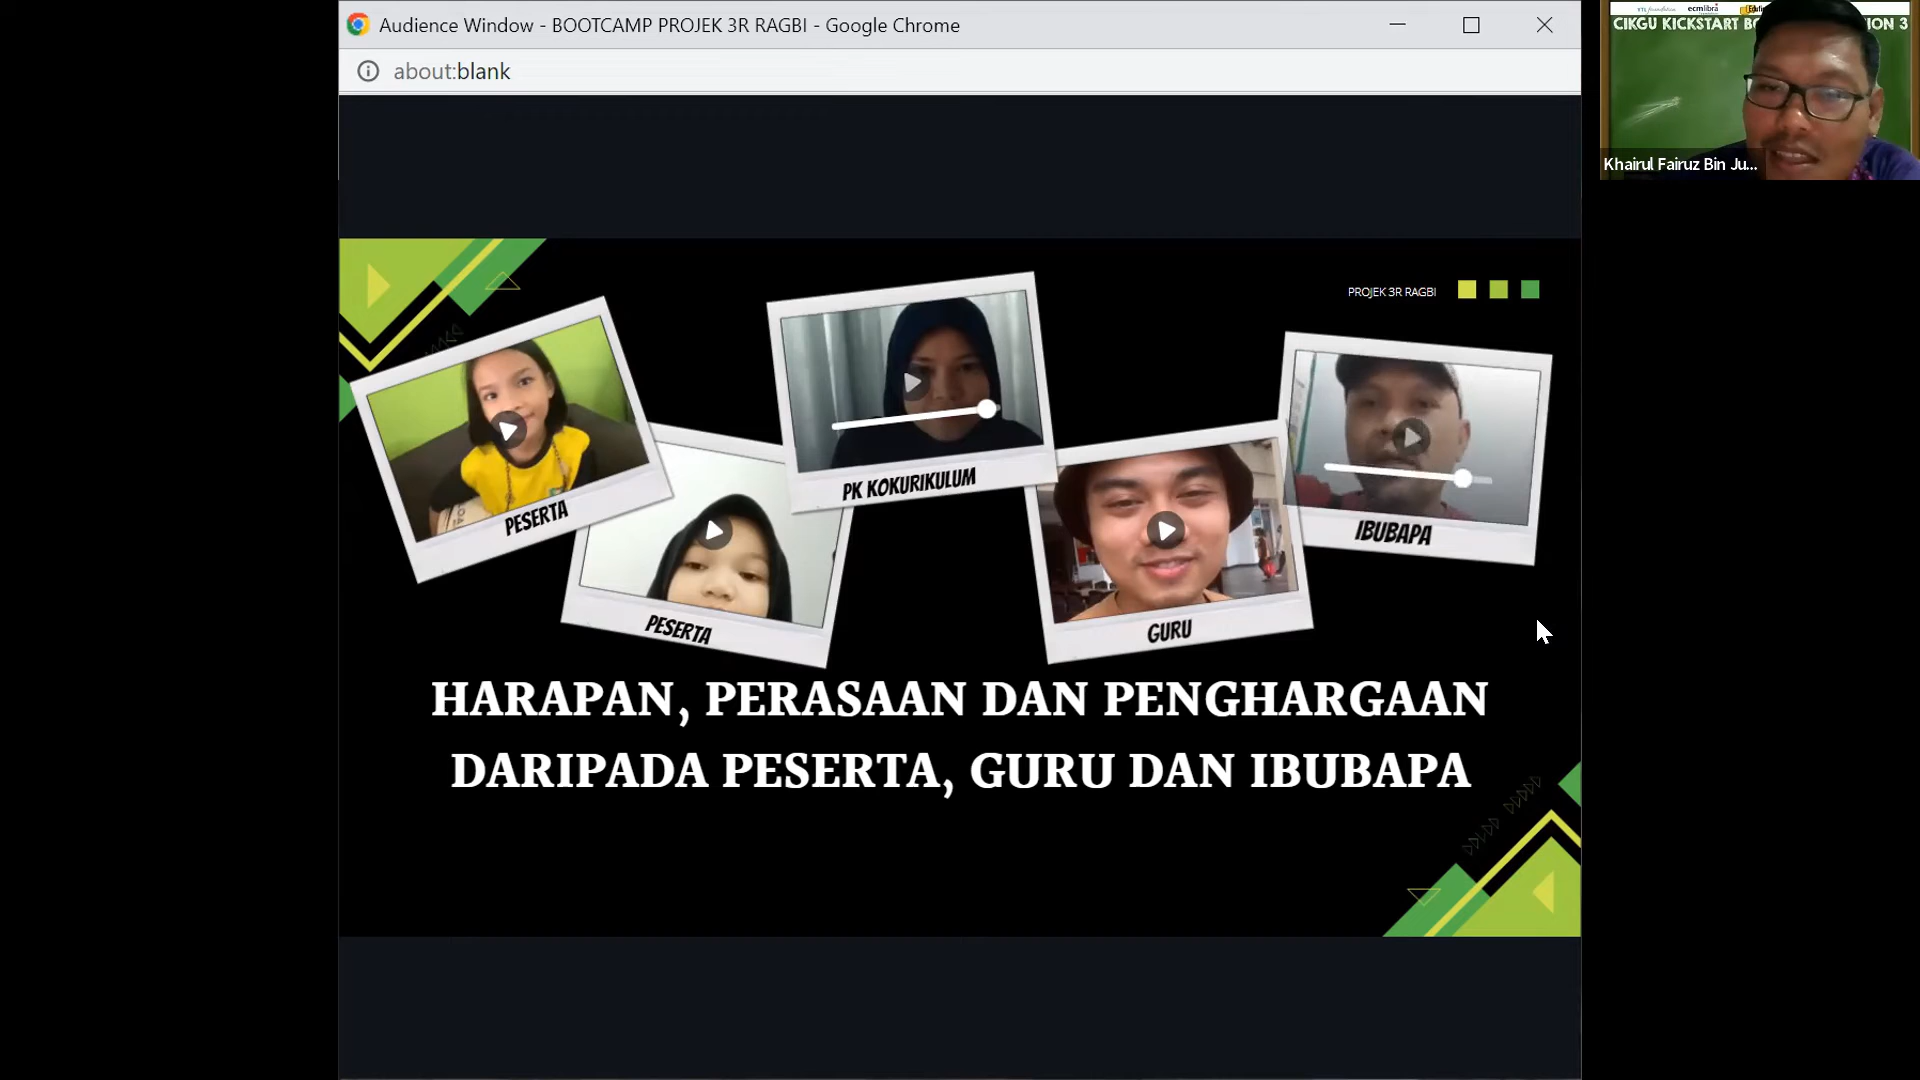 Audience Window - BOOTCAMP PROJEK 3R RAGBI - Google Chrome
about:blank
CIKGU KICKSTART BO
ION 3
Khairul Fairuz Bin Ju...
PROJEK 3R RAGBI
PESERTA
PESERTA
PK KOKURIKULUM
GURU
IBUBAPA
HARAPAN, PERASAAN DAN PENGHARGAAN
DARIPADA PESERTA, GURU DAN IBUBAPA